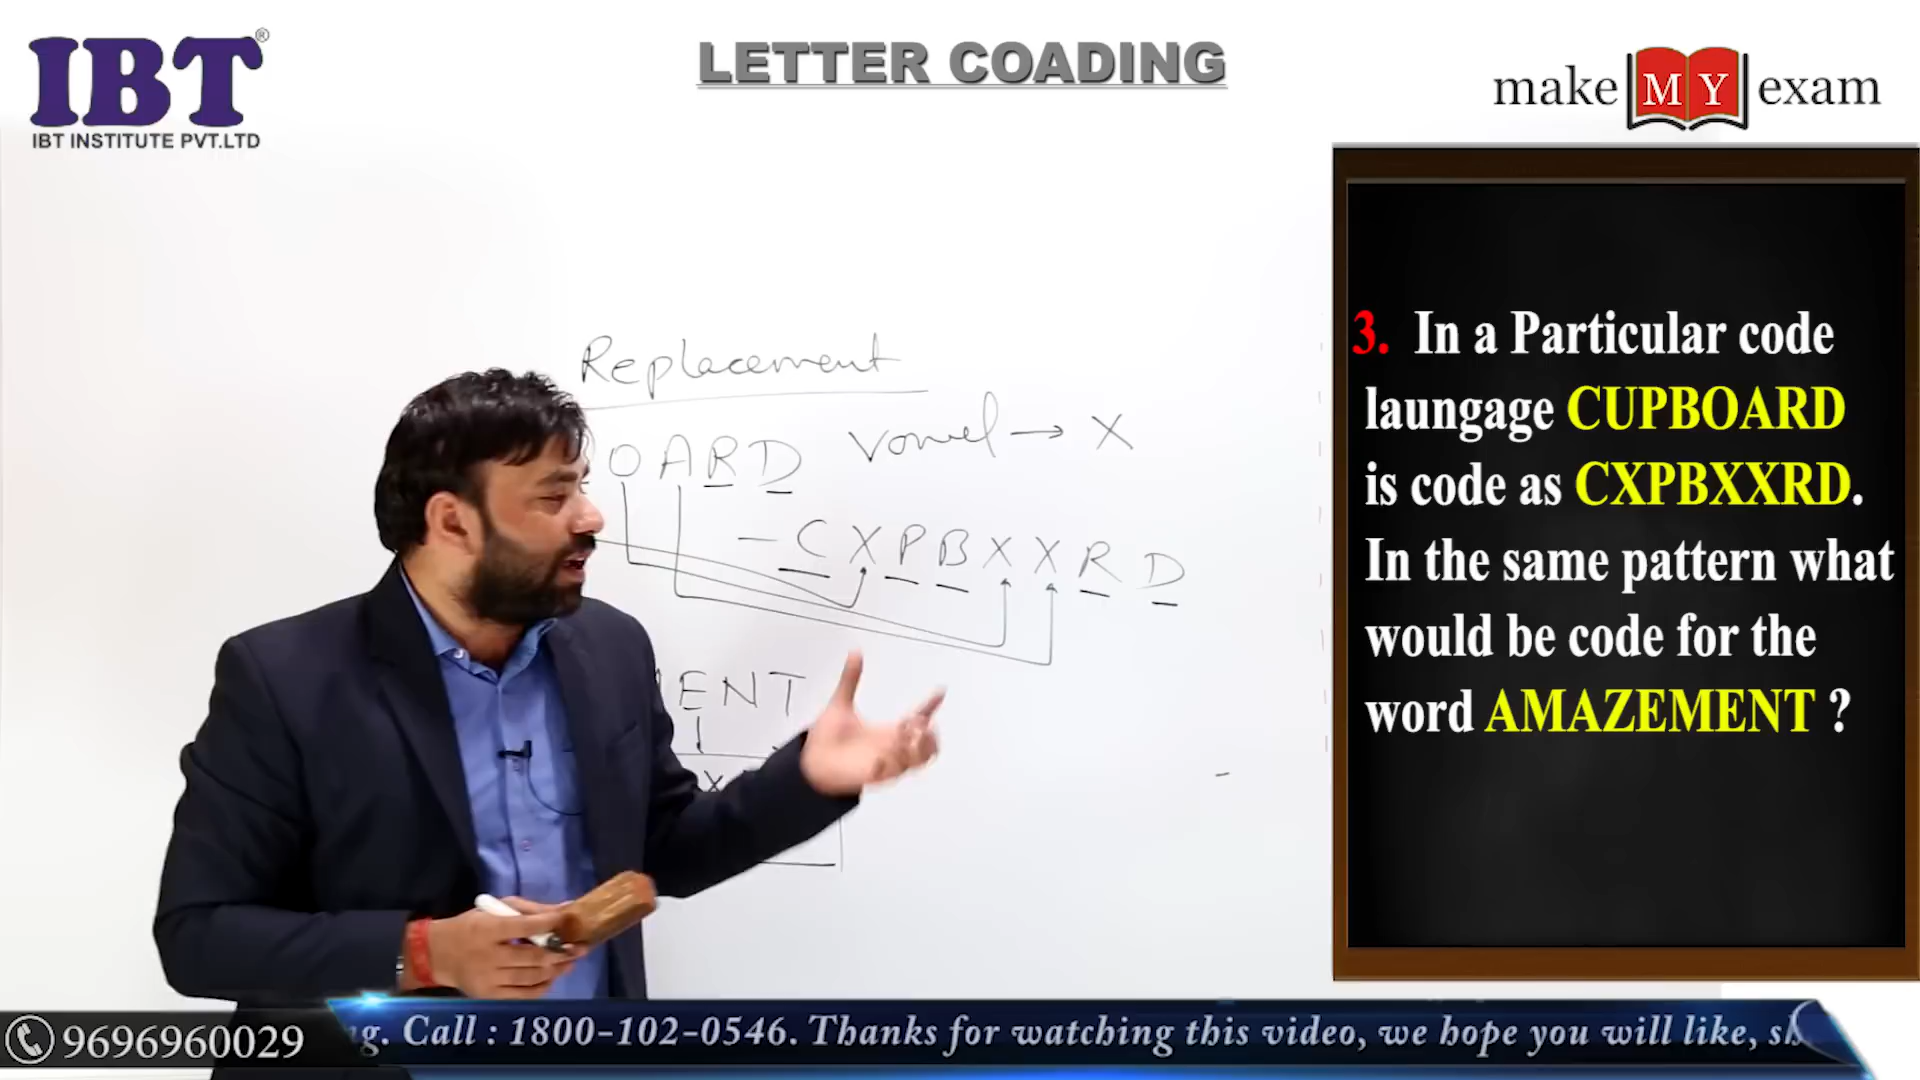 IBT®
IBT INSTITUTE PVT.LTD
LETTER COADING
make MY exam
Replacement
OARD vowel → X
- CXPBXXRD
ENT
X
3. In a Particular code
laungage CUPBOARD
is code as CXPBXXRD.
In the same pattern what
would be code for the
word AMAZEMENT ?
9696960029
g. Call : 1800-102-0546. Thanks for watching this video, we hope you will like, sh